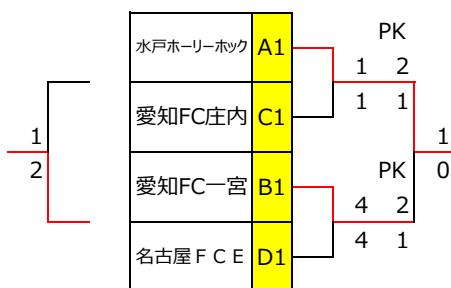 PK
水戸ホーリーホック A1 1 2
1 1
愛知FC庄内 C1
1 1
2 PK 0
愛知FC一宮 B1 4 2
4 1
名古屋FCE D1